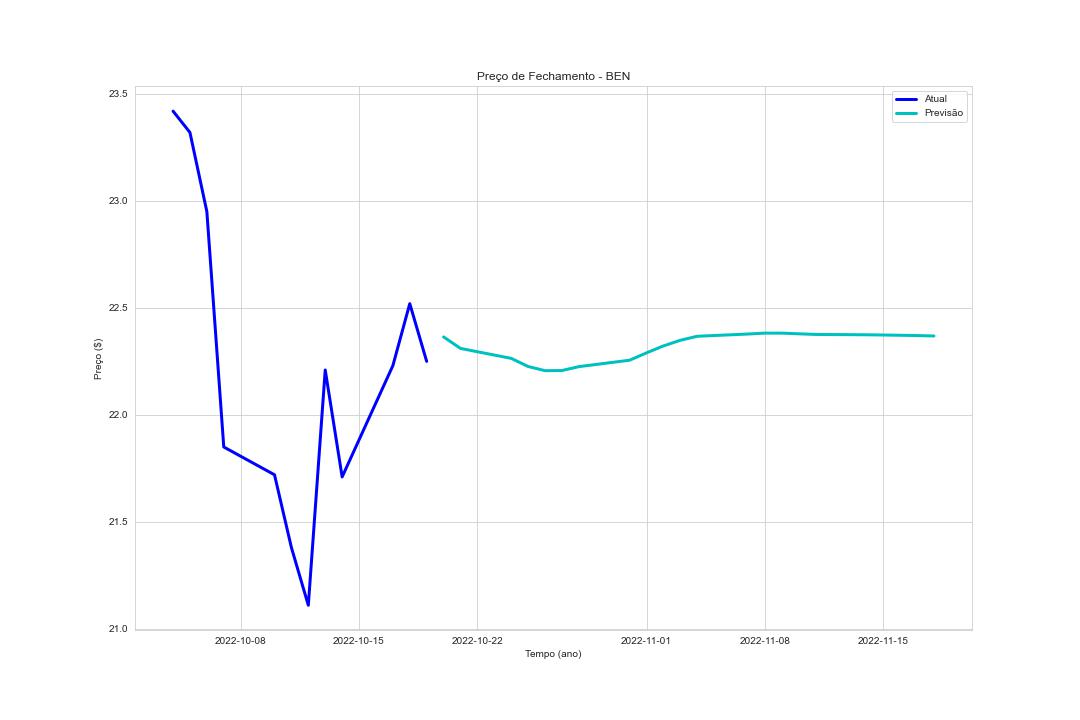 Preço de Fechamento - BEN
Atual
Previsão
23.5
23.0
22.5
22.0
21.5
21.0
Preço ($)
2022-10-08
2022-10-15
2022-10-22
2022-11-01
2022-11-08
2022-11-15
Tempo (ano)